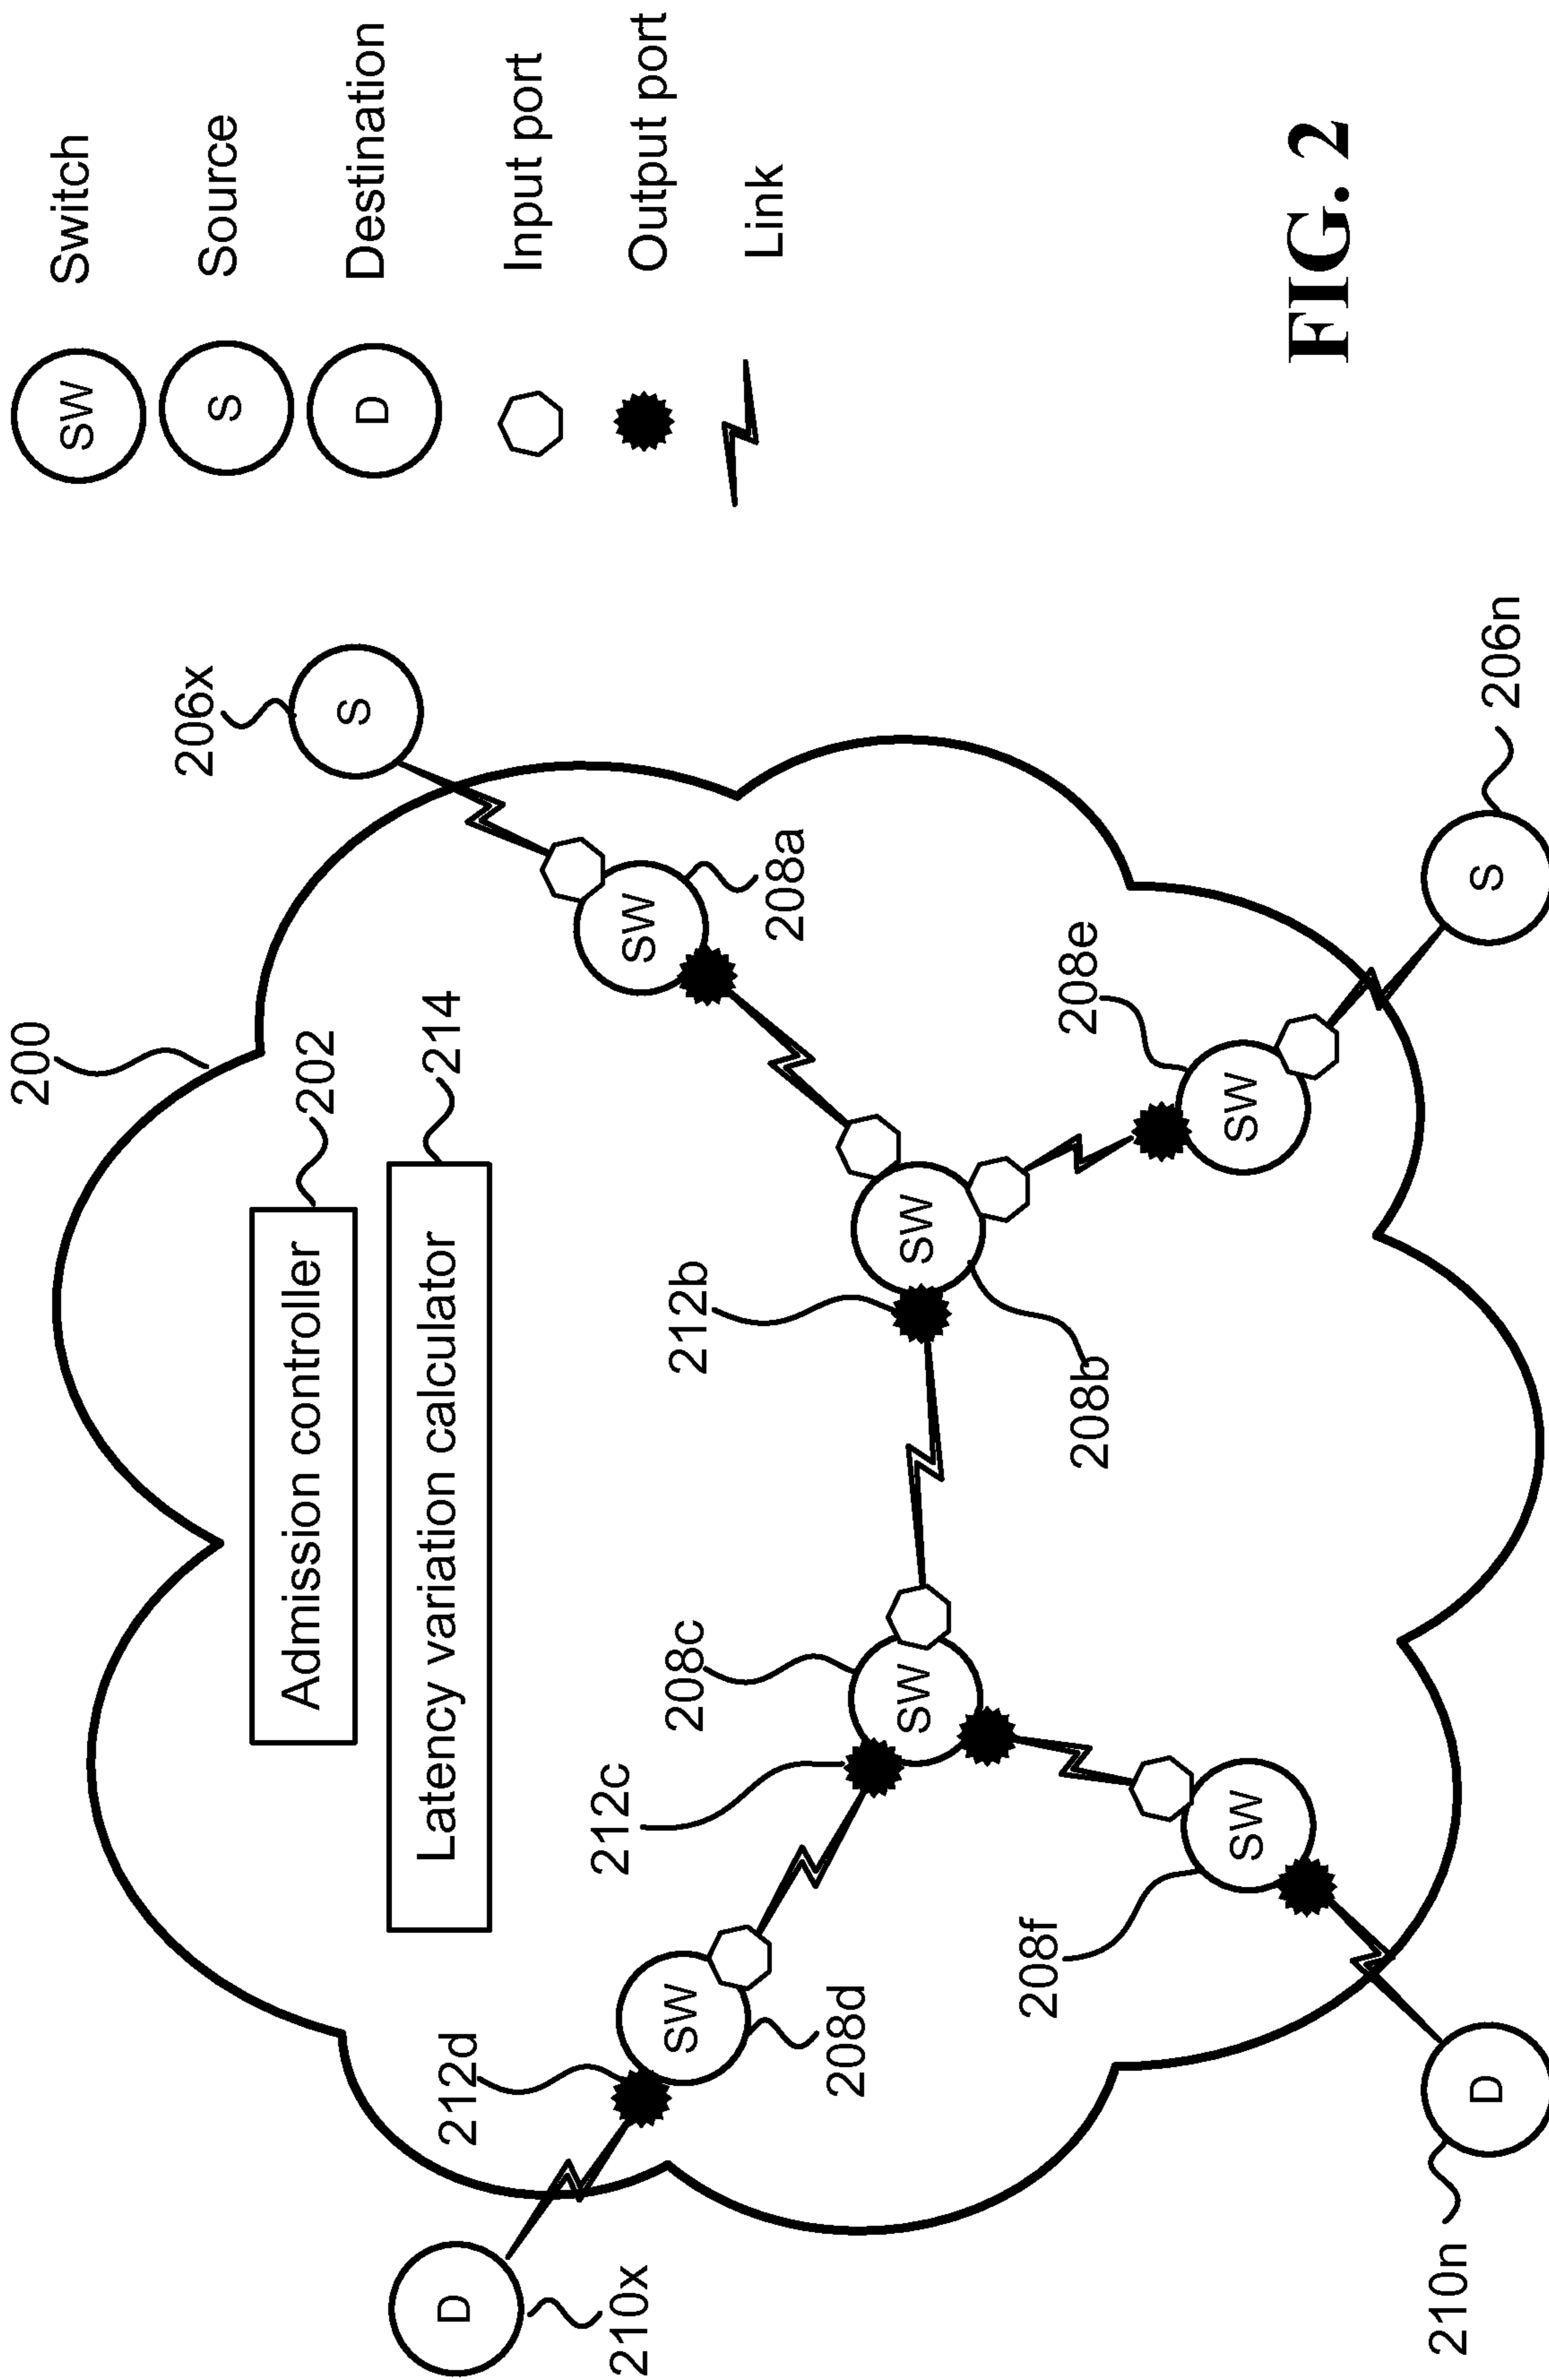 200
Admission controller
202
Latency variation calculator
214
206x
S
210x
D
212d
SW
208d
212c
208c
SW
212b
SW
208b
SW
208a
208f
SW
208e
SW
210n
D
206n
S
SW Switch
S Source
D Destination
Input port
Output port
Link
FIG. 2